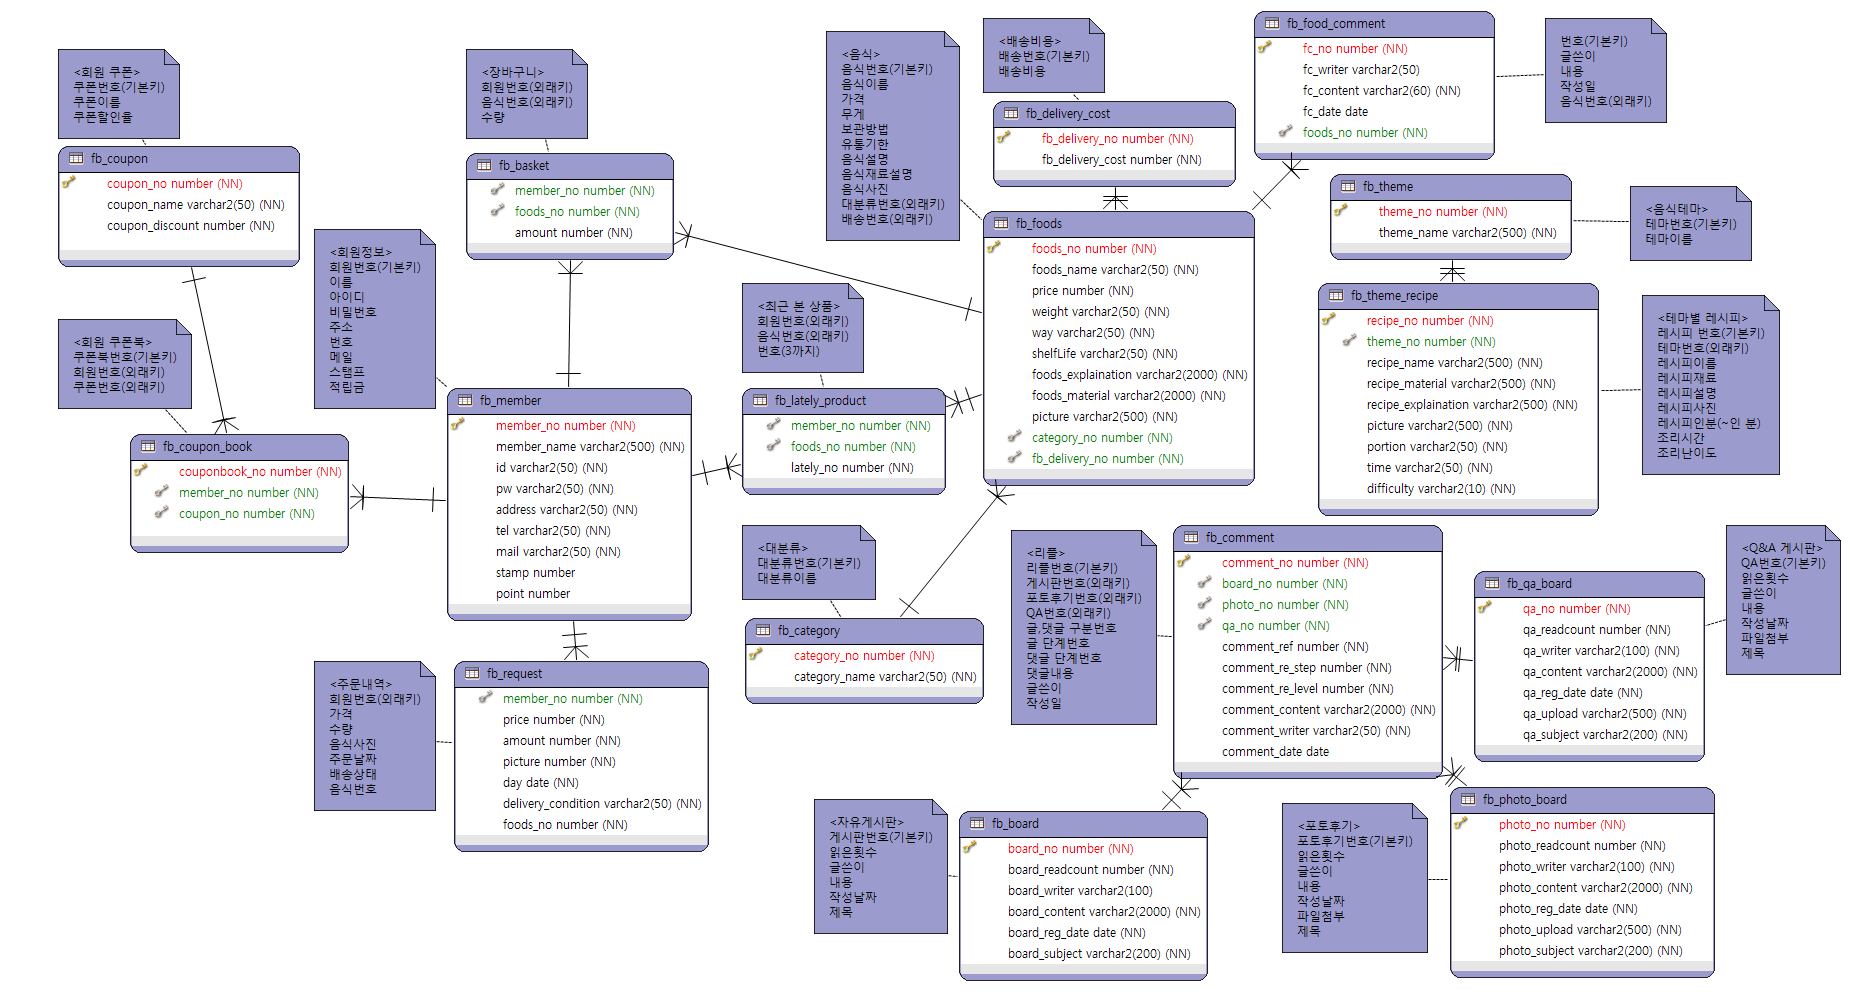 <회원 쿠폰>
쿠폰번호(기본키)
쿠폰이름
쿠폰할인율
fb_coupon
coupon_no number (NN)
coupon_name varchar2(50) (NN)
coupon_discount number (NN)
<장바구니>
회원번호(외래키)
음식번호(외래키)
수량
fb_basket
member_no number (NN)
foods_no number (NN)
amount number (NN)
<음식>
음식번호(기본키)
음식이름
가격
무게
보관방법
유통기한
음식설명
음식재료설명
음식사진
대분류번호(외래키)
배송번호(외래키)
<배송비용>
배송번호(기본키)
배송비용
fb_delivery_cost
fb_delivery_no number (NN)
fb_delivery_cost number (NN)
fb_food_comment
fc_no number (NN)
fc_writer varchar2(50)
fc_content varchar2(60) (NN)
fc_date date
foods_no number (NN)
번호(기본키)
글쓴이
내용
작성일
음식번호(외래키)
fb_theme
theme_no number (NN)
theme_name varchar2(500) (NN)
<음식테마>
테마번호(기본키)
테마이름
<회원정보>
회원번호(기본키)
이름
아이디
비밀번호
주소
번호
메일
스탬프
적립금
<회원 쿠폰북>
쿠폰북번호(기본키)
회원번호(외래키)
쿠폰번호(외래키)
fb_coupon_book
couponbook_no number (NN)
member_no number (NN)
coupon_no number (NN)
fb_member
member_no number (NN)
member_name varchar2(500) (NN)
id varchar2(50) (NN)
pw varchar2(50) (NN)
address varchar2(50) (NN)
tel varchar2(50) (NN)
mail varchar2(50) (NN)
stamp number
point number
<최근 본 상품>
회원번호(외래키)
음식번호(외래키)
번호(3까지)
fb_lately_product
member_no number (NN)
foods_no number (NN)
lately_no number (NN)
fb_foods
foods_no number (NN)
foods_name varchar2(50) (NN)
price number (NN)
weight varchar2(50) (NN)
way varchar2(50) (NN)
shelfLife varchar2(50) (NN)
foods_explaination varchar2(2000) (NN)
foods_material varchar2(2000) (NN)
picture varchar2(500) (NN)
category_no number (NN)
fb_delivery_no number (NN)
fb_theme_recipe
recipe_no number (NN)
theme_no number (NN)
recipe_name varchar2(500) (NN)
recipe_material varchar2(500) (NN)
recipe_explaination varchar2(500) (NN)
picture varchar2(500) (NN)
portion varchar2(50) (NN)
time varchar2(50) (NN)
difficulty varchar2(10) (NN)
<테마별 레시피>
레시피 번호(기본키)
테마번호(외래키)
레시피이름
레시피재료
레시피설명
레시피사진
레시피인분(~인 분)
조리시간
조리난이도
<대분류>
대분류번호(기본키)
대분류이름
fb_category
category_no number (NN)
category_name varchar2(50) (NN)
<주문내역>
회원번호(외래키)
가격
수량
음식사진
주문날짜
배송상태
음식번호
fb_request
member_no number (NN)
price number (NN)
amount number (NN)
picture number (NN)
day date (NN)
delivery_condition varchar2(50) (NN)
foods_no number (NN)
<리플>
리플번호(기본키)
게시판번호(외래키)
포토후기번호(외래키)
QA번호(외래키)
글,댓글 구분번호
글 단계번호
댓글 단계번호
댓글내용
글쓴이
작성일
fb_comment
comment_no number (NN)
board_no number (NN)
photo_no number (NN)
qa_no number (NN)
comment_ref number (NN)
comment_re_step number (NN)
comment_re_level number (NN)
comment_content varchar2(2000) (NN)
comment_writer varchar2(50) (NN)
comment_date date
fb_qa_board
qa_no number (NN)
qa_readcount number (NN)
qa_writer varchar2(100) (NN)
qa_content varchar2(2000) (NN)
qa_reg_date date (NN)
qa_upload varchar2(500) (NN)
qa_subject varchar2(200) (NN)
<Q&A 게시판>
QA번호(기본키)
읽은횟수
글쓴이
내용
작성날짜
파일첨부
제목
<자유게시판>
게시판번호(기본키)
읽은횟수
글쓴이
내용
작성날짜
제목
fb_board
board_no number (NN)
board_readcount number (NN)
board_writer varchar2(100)
board_content varchar2(2000) (NN)
board_reg_date date (NN)
board_subject varchar2(200) (NN)
<포토후기>
포토후기번호(기본키)
읽은횟수
글쓴이
내용
작성날짜
파일첨부
제목
fb_photo_board
photo_no number (NN)
photo_readcount number (NN)
photo_writer varchar2(100) (NN)
photo_content varchar2(2000) (NN)
photo_reg_date date (NN)
photo_upload varchar2(500) (NN)
photo_subject varchar2(200) (NN)